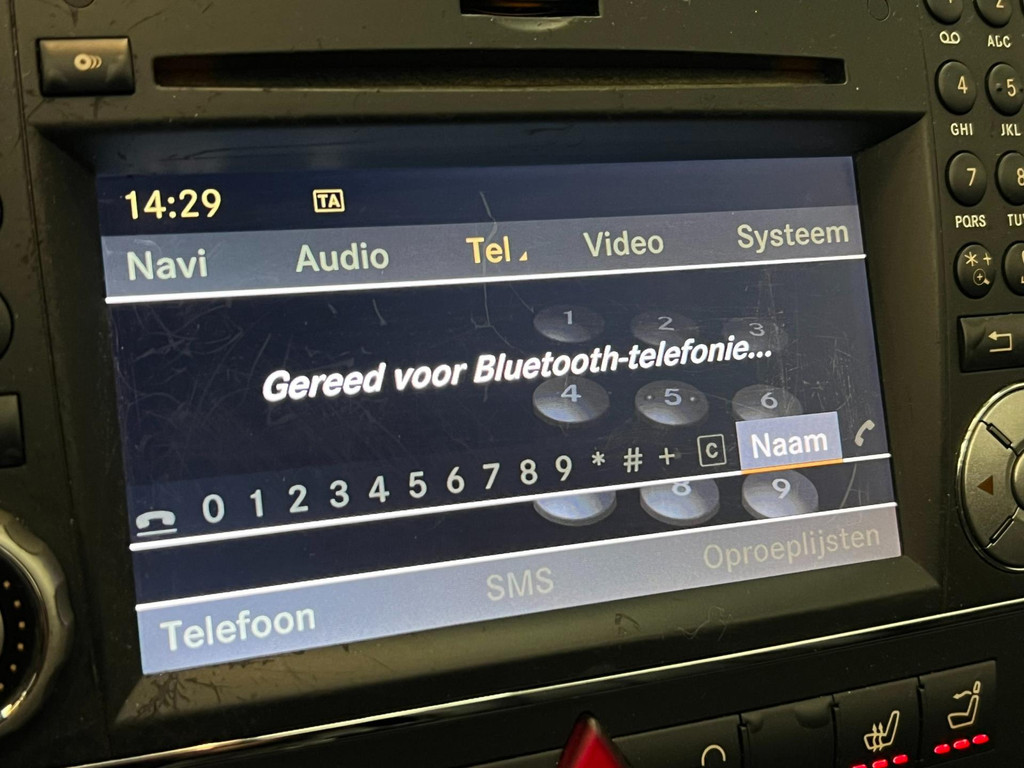 2
ABC
4
5
GHI
JKL
7
8
PQRS
* +
14:29 TA
Navi Audio Tel Video Systeem
1 2 3
Gereed voor Bluetooth-telefonie...
4 5 6
0 1 2 3 4 5 6 7 8 9 * # + C Naam
8 9
Telefoon SMS Oproeplijsten